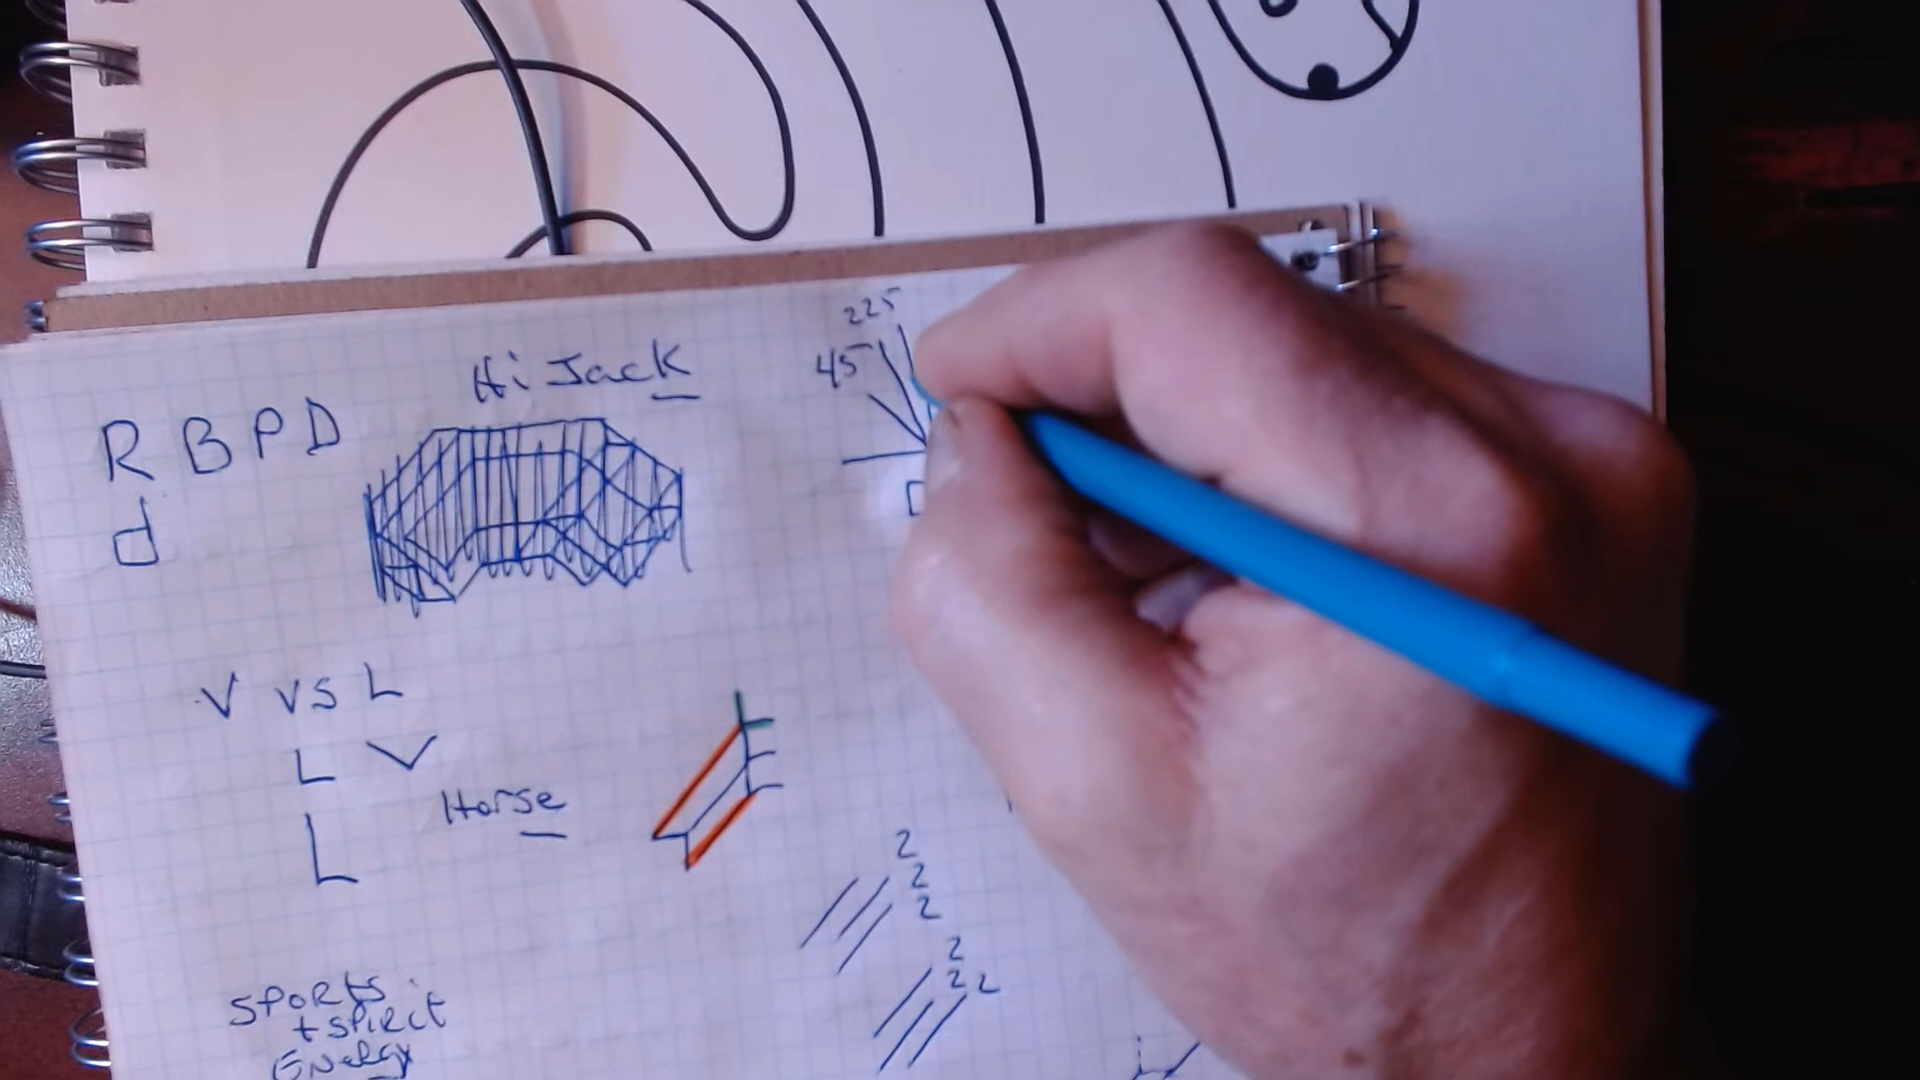 Hi Jack
225
45
R B P D
d
V VS L
L V
Horse
L
2
2
2
2
2 2
SPORTS
+ SPIRIT
ENERGY